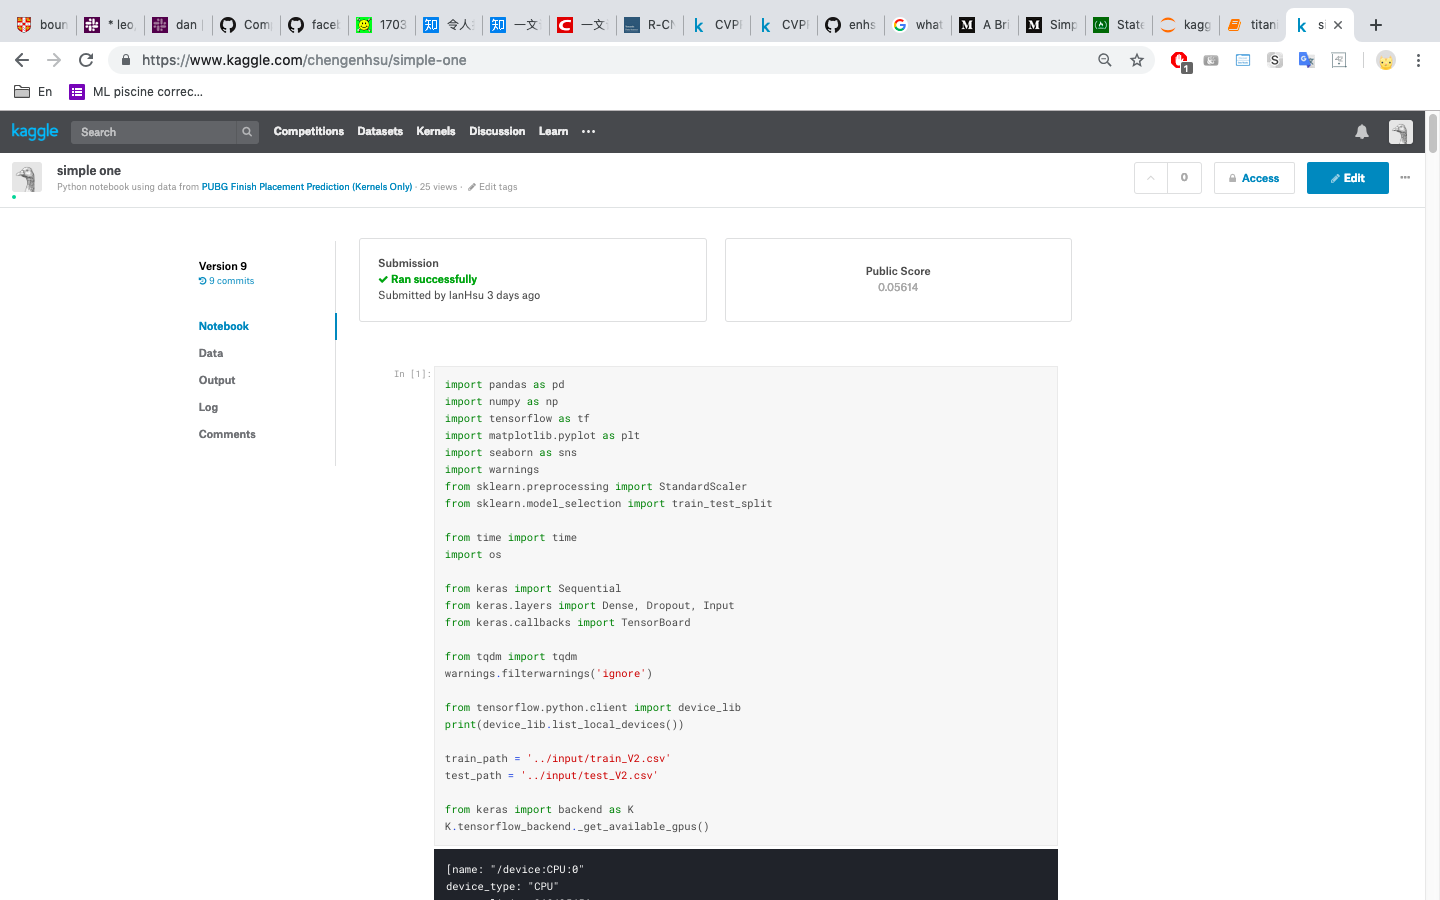 boun
* leo,
dan
Com
faceb
1703
令人
一文
一文
R-CN
CVPI
CVPI
enhs
what
A Bri
Simp
State
kagg
titani
si
https://www.kaggle.com/chengenhsu/simple-one
1
S
En
ML piscine correc...
kaggle
Search
Competitions
Datasets
Kernels
Discussion
Learn
simple one
Python notebook using data from PUBG Finish Placement Prediction (Kernels Only) · 25 views · Edit tags
0
Access
Edit
Version 9
9 commits
Notebook
Data
Output
Log
Comments
Submission
Ran successfully
Submitted by IanHsu 3 days ago
Public Score
0.05614
In [1]:
import pandas as pd
import numpy as np
import tensorflow as tf
import matplotlib.pyplot as plt
import seaborn as sns
import warnings
from sklearn.preprocessing import StandardScaler
from sklearn.model_selection import train_test_split
from time import time
import os
from keras import Sequential
from keras.layers import Dense, Dropout, Input
from keras.callbacks import TensorBoard
from tqdm import tqdm
warnings.filterwarnings('ignore')
from tensorflow.python.client import device_lib
print(device_lib.list_local_devices())
train_path = '../input/train_V2.csv'
test_path = '../input/test_V2.csv'
from keras import backend as K
K.tensorflow_backend._get_available_gpus()
[name: "/device:CPU:0"
device_type: "CPU"